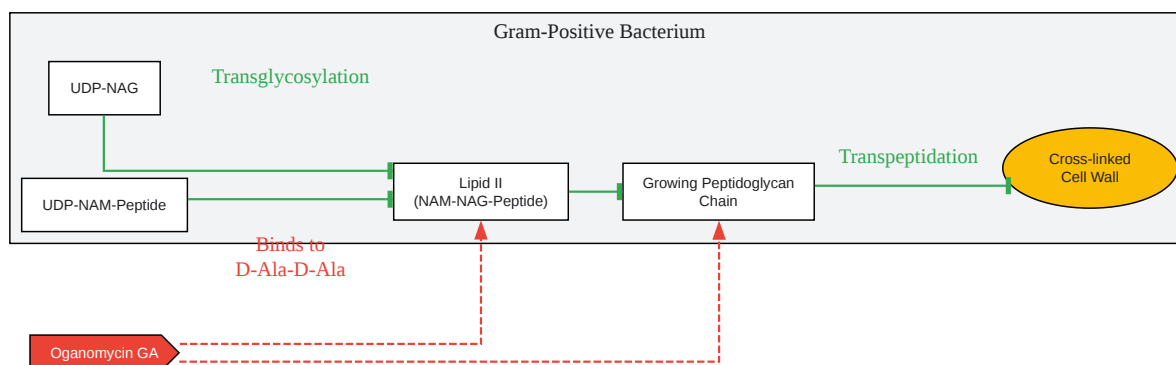 Gram-Positive Bacterium
Transglycosylation
UDP-NAG
Transpeptidation
Cross-linked
Cell Wall
Lipid II
(NAM-NAG-Peptide)
Growing Peptidoglycan
Chain
UDP-NAM-Peptide
Binds to
D-Ala-D-Ala
Oganomycin GA